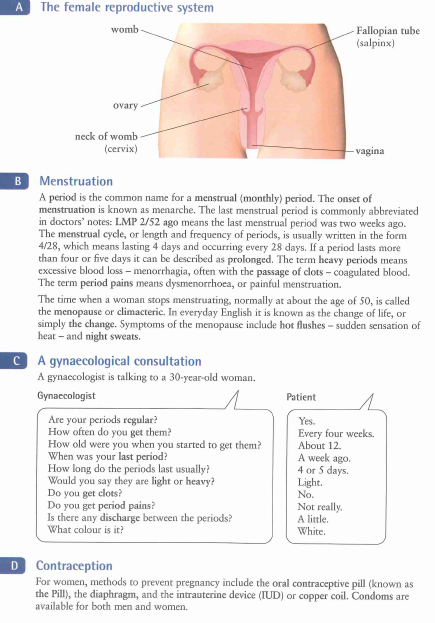 A The female reproductive system
womb
Fallopian tube
(salpinx)
ovary
neck of womb
(cervix)
vagina
B Menstruation
A period is the common name for a menstrual (monthly) period. The onset of
menstruation is known as menarche. The last menstrual period is commonly abbreviated
in doctors' notes: LMP 2/52 ago means the last menstrual period was two weeks ago.
The menstrual cycle, or length and frequency of periods, is usually written in the form
4/28, which means lasting 4 days and occurring every 28 days. If a period lasts more
than four or five days it can be described as prolonged. The term heavy periods means
excessive blood loss – menorrhagia, often with the passage of clots – coagulated blood.
The term period pains means dysmenorrhoea, or painful menstruation.
The time when a woman stops menstruating, normally at about the age of 50, is called
the menopause or climacteric. In everyday English it is known as the change of life, or
simply the change. Symptoms of the menopause include hot flushes – sudden sensation of
heat – and night sweats.
C A gynaecological consultation
A gynaecologist is talking to a 30-year-old woman.
Gynaecologist
Are your periods regular?
How often do you get them?
How old were you when you started to get them?
When was your last period?
How long do the periods last usually?
Would you say they are light or heavy?
Do you get clots?
Do you get period pains?
Is there any discharge between the periods?
What colour is it?
Patient
Yes.
Every four weeks.
About 12.
A week ago.
4 or 5 days.
Light.
No.
Not really.
A little.
White.
D Contraception
For women, methods to prevent pregnancy include the oral contraceptive pill (known as
the Pill), the diaphragm, and the intrauterine device (IUD) or copper coil. Condoms are
available for both men and women.